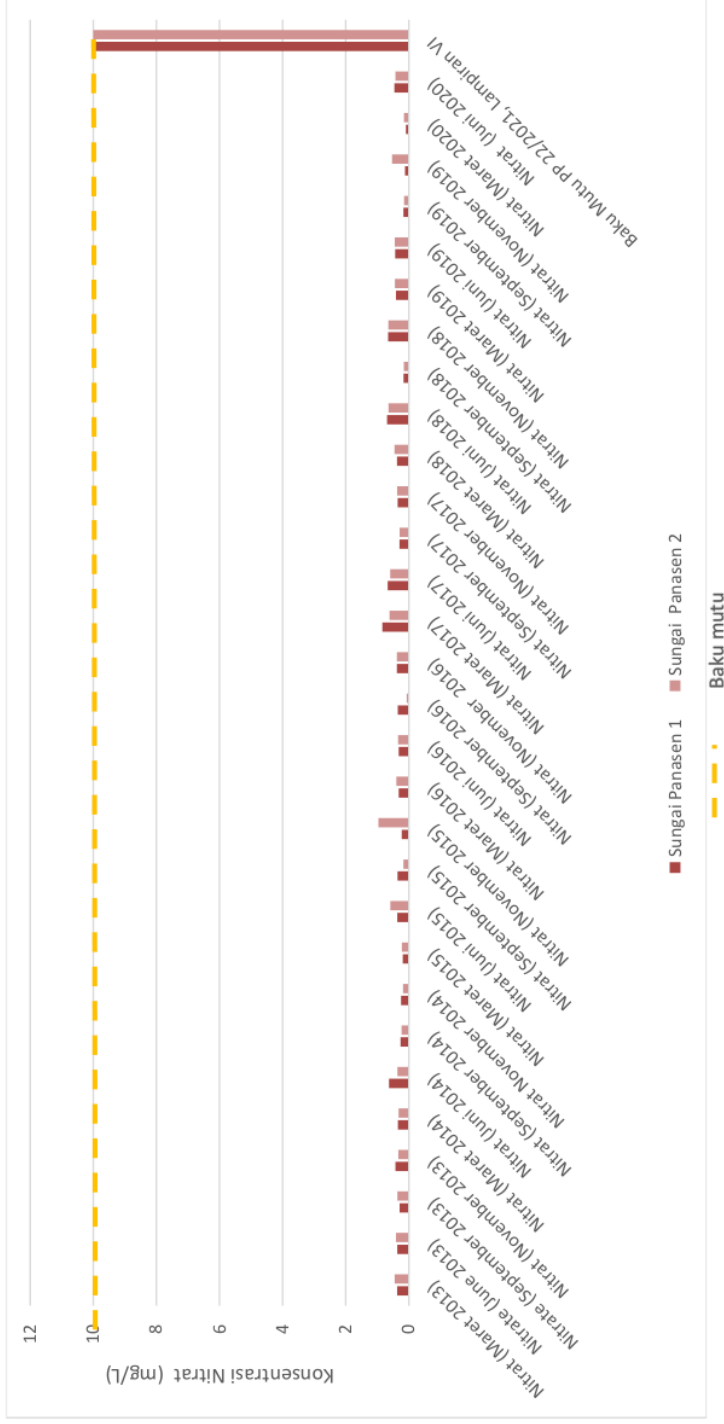 Konsentrasi Nitrat (mg/L)
12
10
8
6
4
2
0
Nitrat (Maret 2013)
Nitrate (June 2013)
Nitrate (September 2013)
Nitrat (November 2013)
Nitrat (Maret 2014)
Nitrat (Juni 2014)
Nitrat (September 2014)
Nitrat November 2014)
Nitrat (Maret 2015)
Nitrat (Juni 2015)
Nitrat (September 2015)
Nitrat (November 2015)
Nitrat (Maret 2016)
Nitrat (Juni 2016)
Nitrat (September 2016)
Nitrat (November 2016)
Nitrat (Maret 2017)
Nitrat (Juni 2017)
Nitrat (September 2017)
Nitrat (November 2017)
Nitrat (Maret 2018)
Nitrat (Juni 2018)
Nitrat (September 2018)
Nitrat (November 2018)
Nitrat (Maret 2019)
Nitrat (Juni 2019)
Nitrat (September 2019)
Nitrat (November 2019)
Nitrat (Maret 2020)
Nitrat (Juni 2020)
Baku Mutu PP 22/2021, Lampiran VI
Sungai Panasen 1
Sungai Panasen 2
Baku mutu